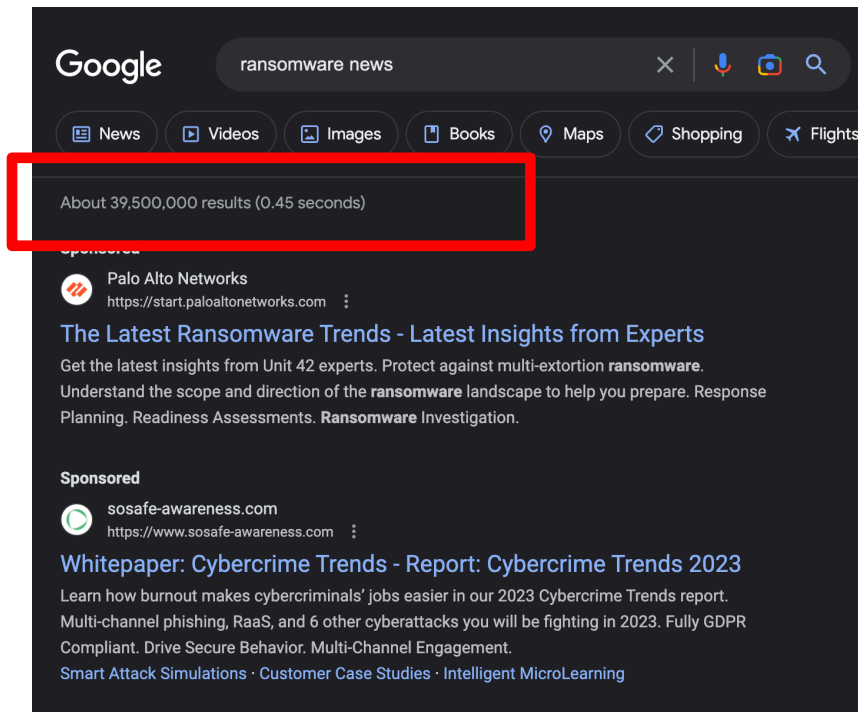 Google
ransomware news
News
Videos
Images
Books
Maps
Shopping
Flights
About 39,500,000 results (0.45 seconds)
Sponsored
Palo Alto Networks
https://start.paloaltonetworks.com
The Latest Ransomware Trends - Latest Insights from Experts
Get the latest insights from Unit 42 experts. Protect against multi-extortion ransomware.
Understand the scope and direction of the ransomware landscape to help you prepare. Response
Planning. Readiness Assessments. Ransomware Investigation.
Sponsored
sosafe-awareness.com
https://www.sosafe-awareness.com
Whitepaper: Cybercrime Trends - Report: Cybercrime Trends 2023
Learn how burnout makes cybercriminals’ jobs easier in our 2023 Cybercrime Trends report.
Multi-channel phishing, RaaS, and 6 other cyberattacks you will be fighting in 2023. Fully GDPR
Compliant. Drive Secure Behavior. Multi-Channel Engagement.
Smart Attack Simulations · Customer Case Studies · Intelligent MicroLearning